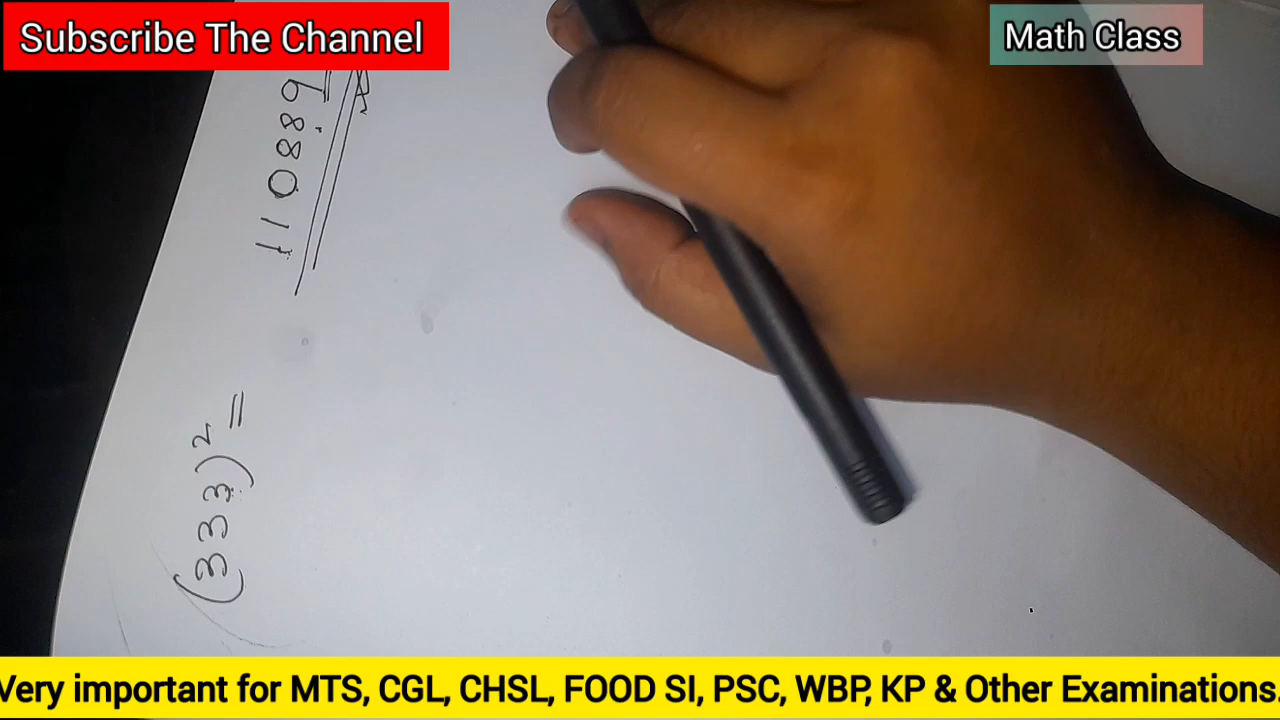 Subscribe The Channel
Math Class
(333)² = 110889
Very important for MTS, CGL, CHSL, FOOD SI, PSC, WBP, KP & Other Examinations.